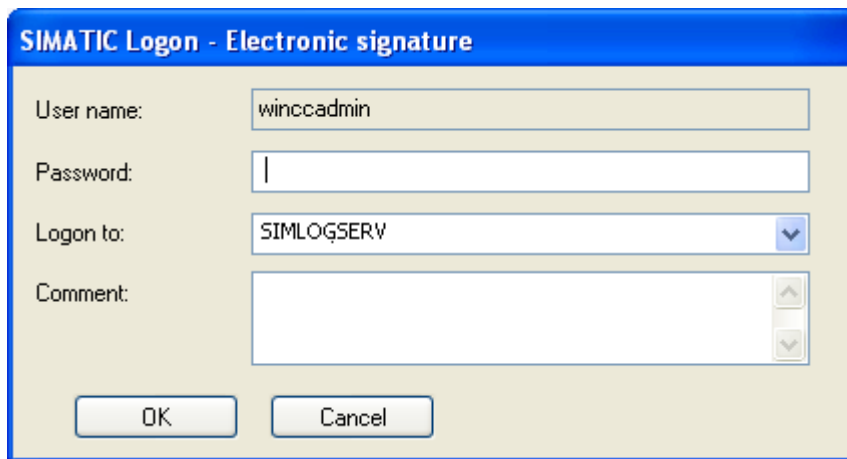 SIMATIC Logon - Electronic signature
User name: winccadmin
Password:
Logon to: SIMLOGSERV
Comment:
OK Cancel